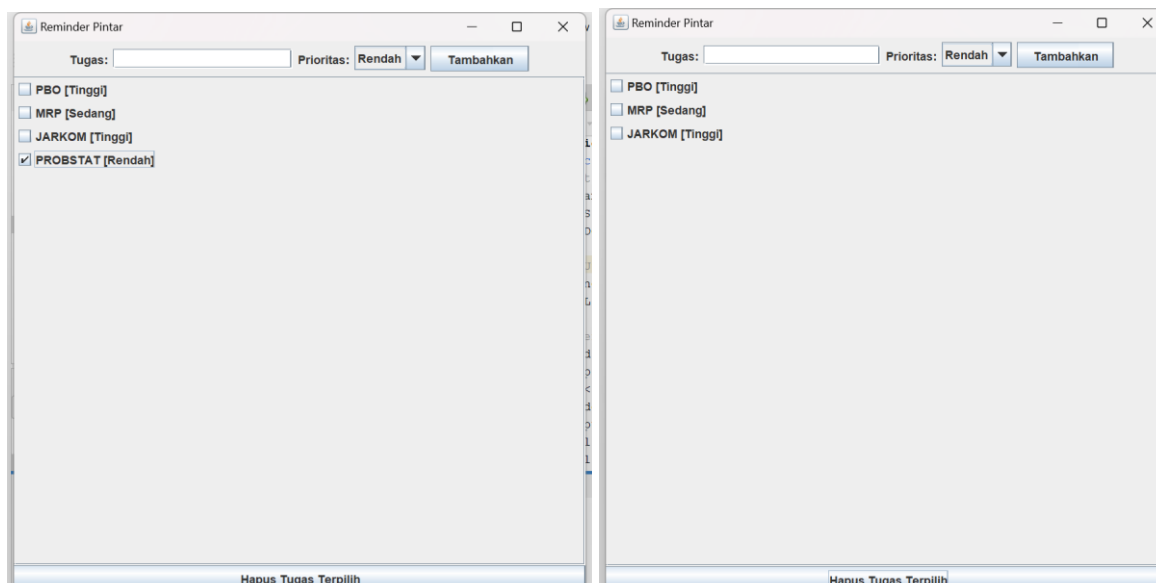 Reminder Pintar
Tugas: Prioritas: Rendah Tambahkan
PBO [Tinggi]
MRP [Sedang]
JARKOM [Tinggi]
PROBSTAT [Rendah]
Hapus Tugas Terpilih
Reminder Pintar
Tugas: Prioritas: Rendah Tambahkan
PBO [Tinggi]
MRP [Sedang]
JARKOM [Tinggi]
Hapus Tugas Terpilih